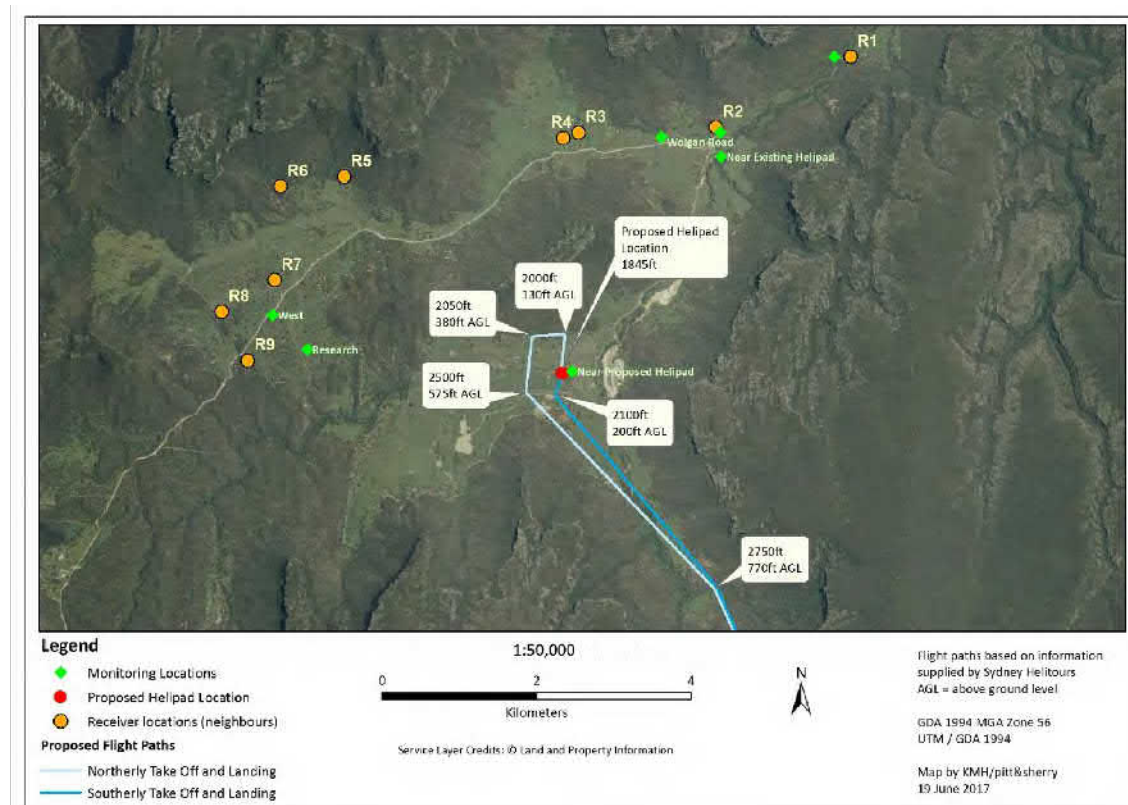 R1
R2
R3
R4
Wolgan Road
Near Existing Helipad
R5
R6
Proposed Helipad
Location
1845ft
R7
2000ft
130ft AGL
2050ft
380ft AGL
R8
West
Research
R9
Near Proposed Helipad
2500ft
575ft AGL
2100ft
200ft AGL
2750ft
770ft AGL
Legend
Monitoring Locations
Proposed Helipad Location
Receiver locations (neighbours)
Proposed Flight Paths
Northerly Take Off and Landing
Southerly Take Off and Landing
1:50,000
0 2 4
Kilometers
Service Layer Credits: © Land and Property Information
N
Flight paths based on information
supplied by Sydney Helitours
AGL = above ground level
GDA 1994 MGA Zone 56
UTM / GDA 1994
Map by KMH/pitt&sherry
19 June 2017